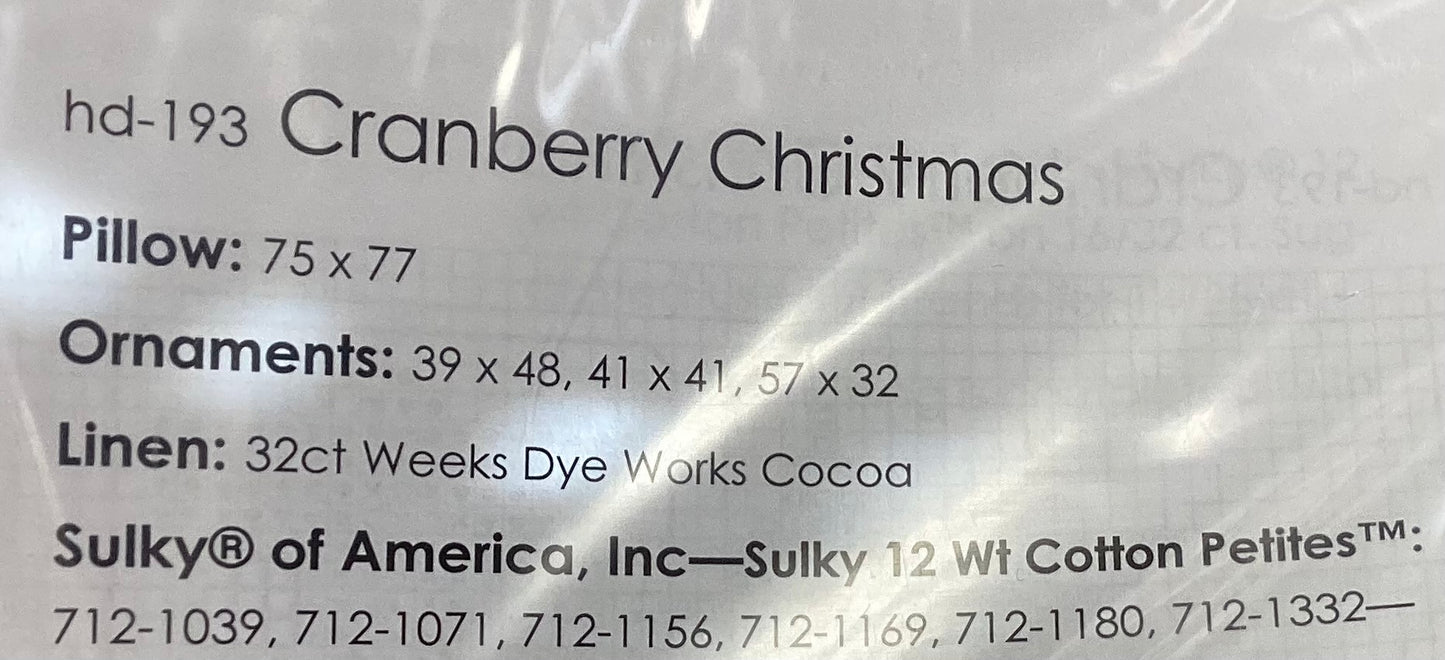 hd-193 Cranberry Christmas
Pillow: 75 x 77
Ornaments: 39 x 48, 41 x 41, 57 x 32
Linen: 32ct Weeks Dye Works Cocoa
Sulky® of America, Inc—Sulky 12 Wt Cotton Petites™:
712-1039, 712-1071, 712-1156, 712-1169, 712-1180, 712-1332—